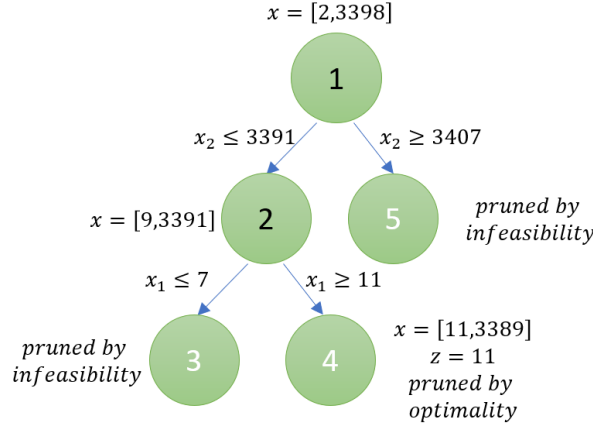 x = [2,3398]
1
x₂ ≤ 3391
x₂ ≥ 3407
x = [9,3391]
2
5
pruned by
infeasibility
x₁ ≤ 7
x₁ ≥ 11
pruned by
infeasibility
3
4
x = [11,3389]
z = 11
pruned by
optimality